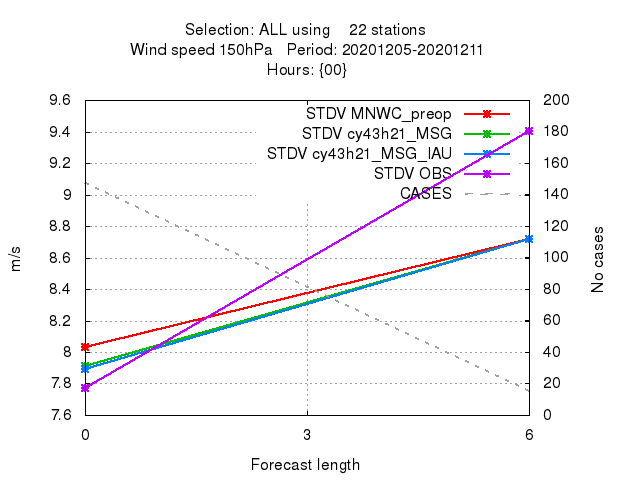 Selection: ALL using    22 stations
Wind speed 150hPa   Period: 20201205-20201211
Hours: {00}
9.6
9.4
9.2
9
8.8
8.6
8.4
8.2
8
7.8
7.6
m/s
STDV MNWC_preop
STDV cy43h21_MSG
STDV cy43h21_MSG_IAU
STDV OBS
CASES
200
180
160
140
120
100
80
60
40
20
0
No cases
0 3 6
Forecast length